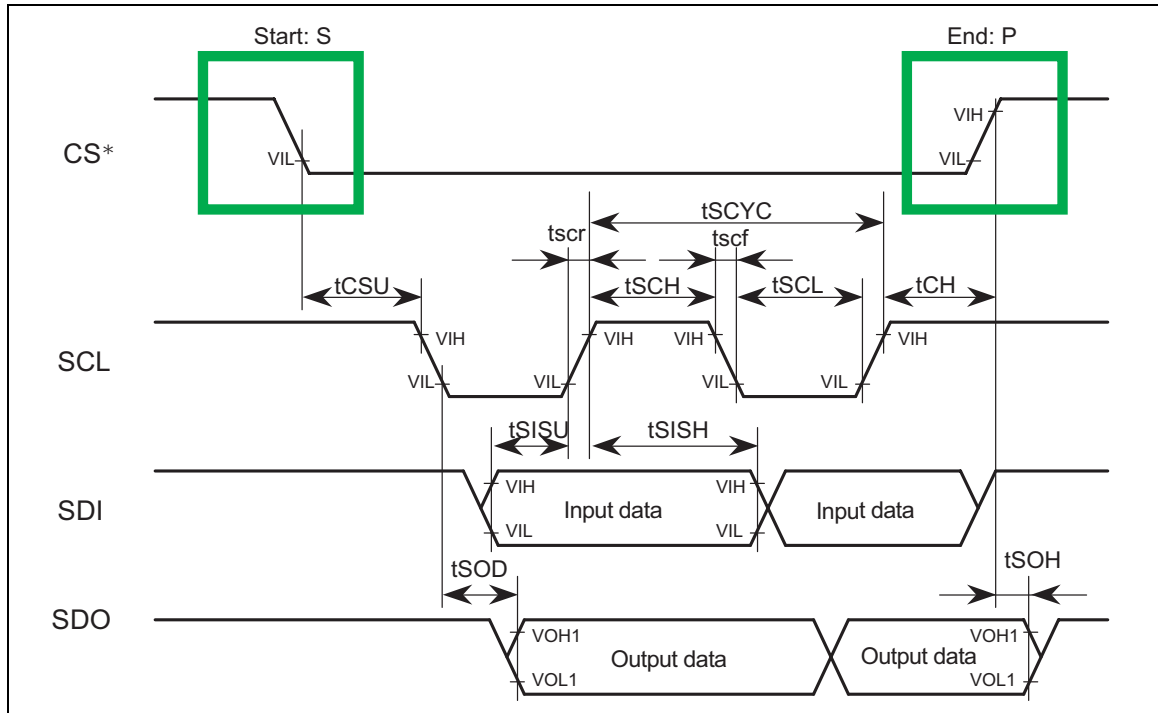 Start: S
End: P
CS*
VIL
VIH
VIL
tSCYC
tscr
tscf
tCSU
tSCH
tSCL
tCH
SCL
VIH
VIL
VIL
VIH
VIH
VIL
VIL
VIH
tSISU
tSISH
SDI
VIH
VIL
Input data
VIH
VIL
Input data
tSOD
tSOH
SDO
VOH1
VOL1
Output data
Output data
VOH1
VOL1